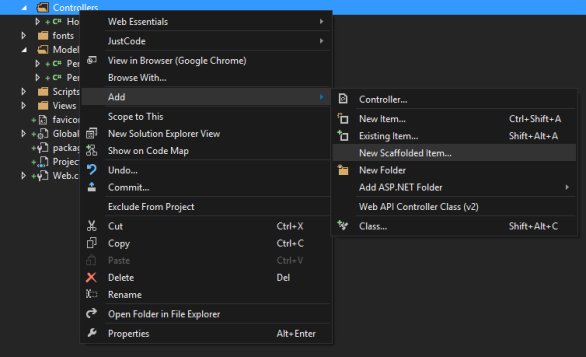 Controllers
Ho
fonts
Model
Per
Per
Scripts
Views
favico
Global
packag
Project
Web.c
Web Essentials
JustCode
View in Browser (Google Chrome)
Browse With...
Add
Scope to This
New Solution Explorer View
Show on Code Map
Undo...
Commit...
Exclude From Project
Cut Ctrl+X
Copy Ctrl+C
Paste Ctrl+V
Delete Del
Rename
Open Folder in File Explorer
Properties Alt+Enter
Controller...
New Item... Ctrl+Shift+A
Existing Item... Shift+Alt+A
New Scaffolded Item...
New Folder
Add ASP.NET Folder
Web API Controller Class (v2)
Class... Shift+Alt+C